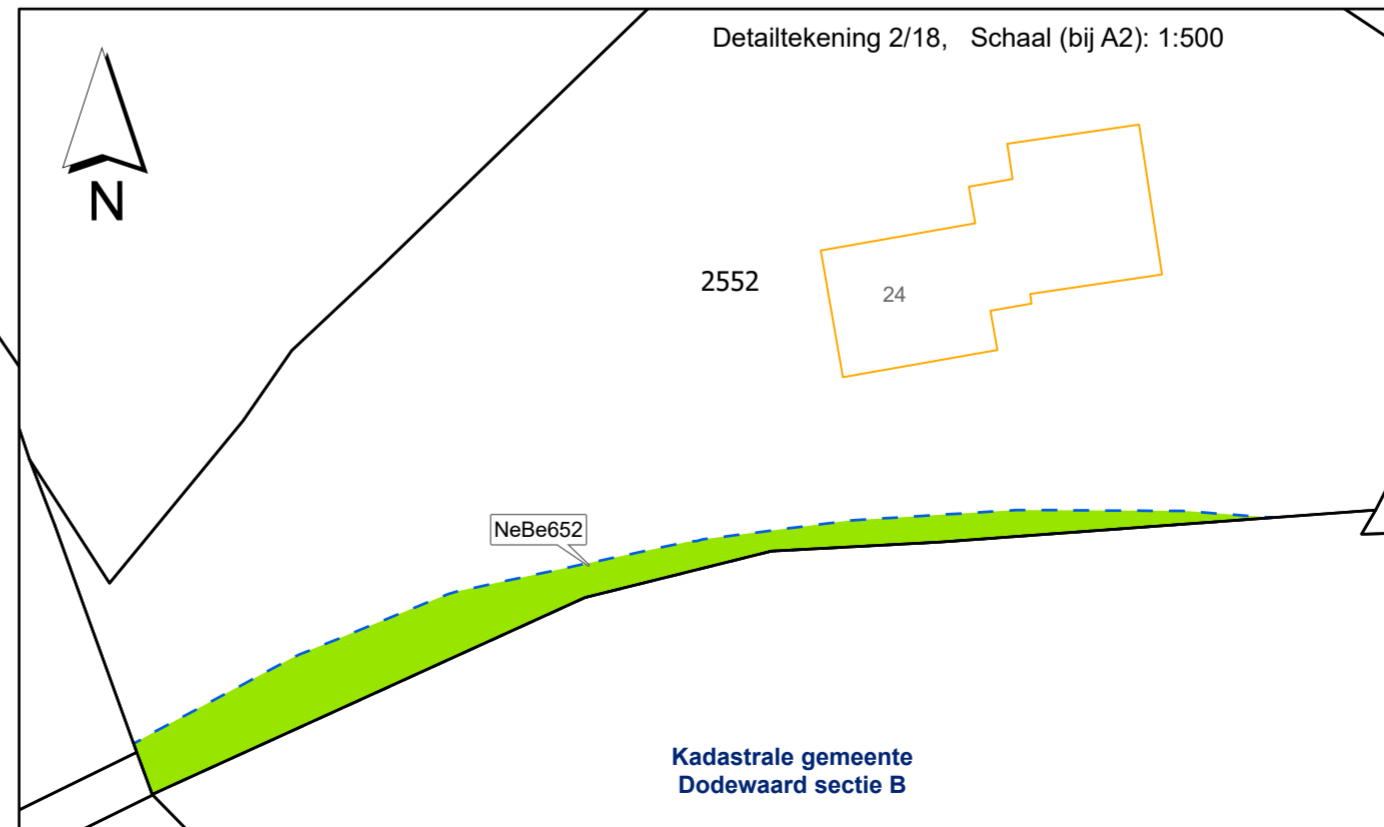 Detailtekening 2/18, Schaal (bij A2): 1:500
N
2552
24
NeBe652
Kadastrale gemeente
Dodewaard sectie B